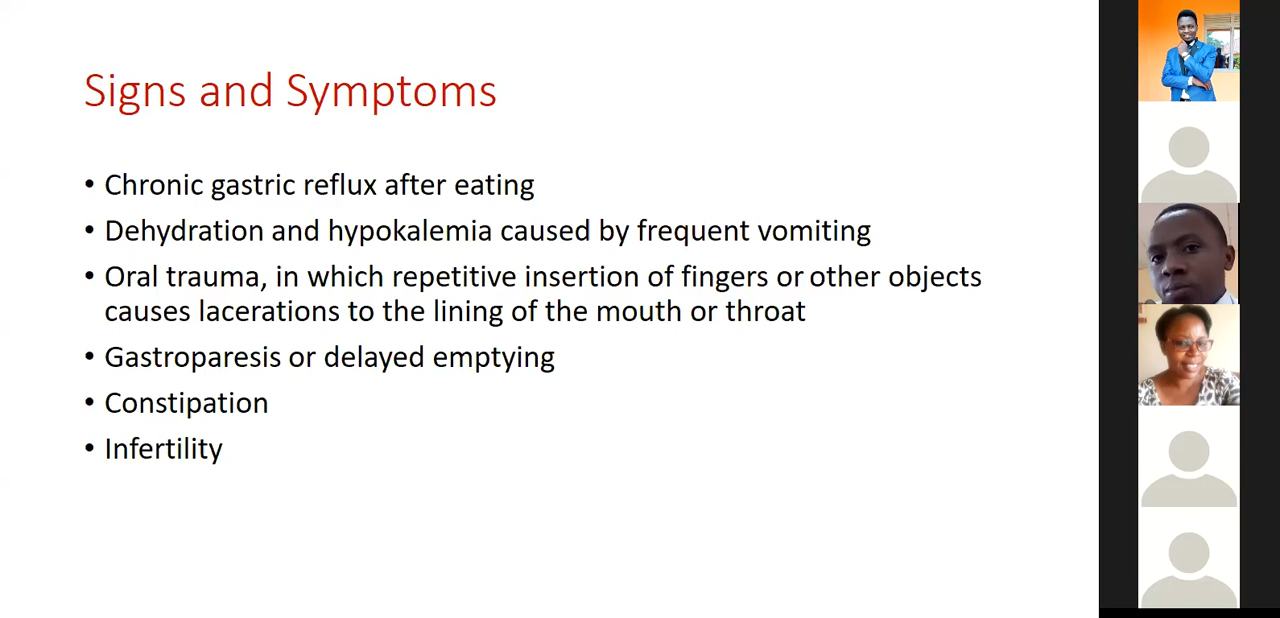 Signs and Symptoms
• Chronic gastric reflux after eating
• Dehydration and hypokalemia caused by frequent vomiting
• Oral trauma, in which repetitive insertion of fingers or other objects
causes lacerations to the lining of the mouth or throat
• Gastroparesis or delayed emptying
• Constipation
• Infertility